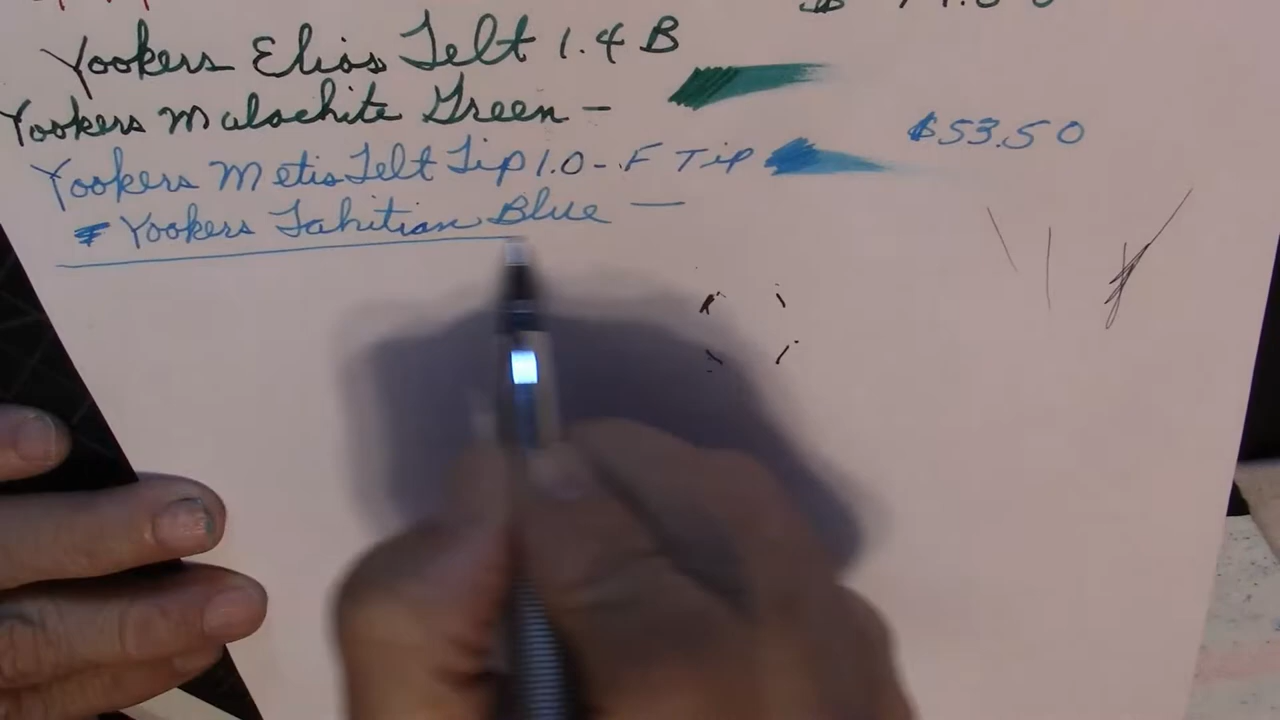 Yookers Elios Felt 1.4 B
Yookers Malachite Green -
Yookers Metis Felt Tip 1.0 - F Tip $53.50
Yookers Tahitian Blue —